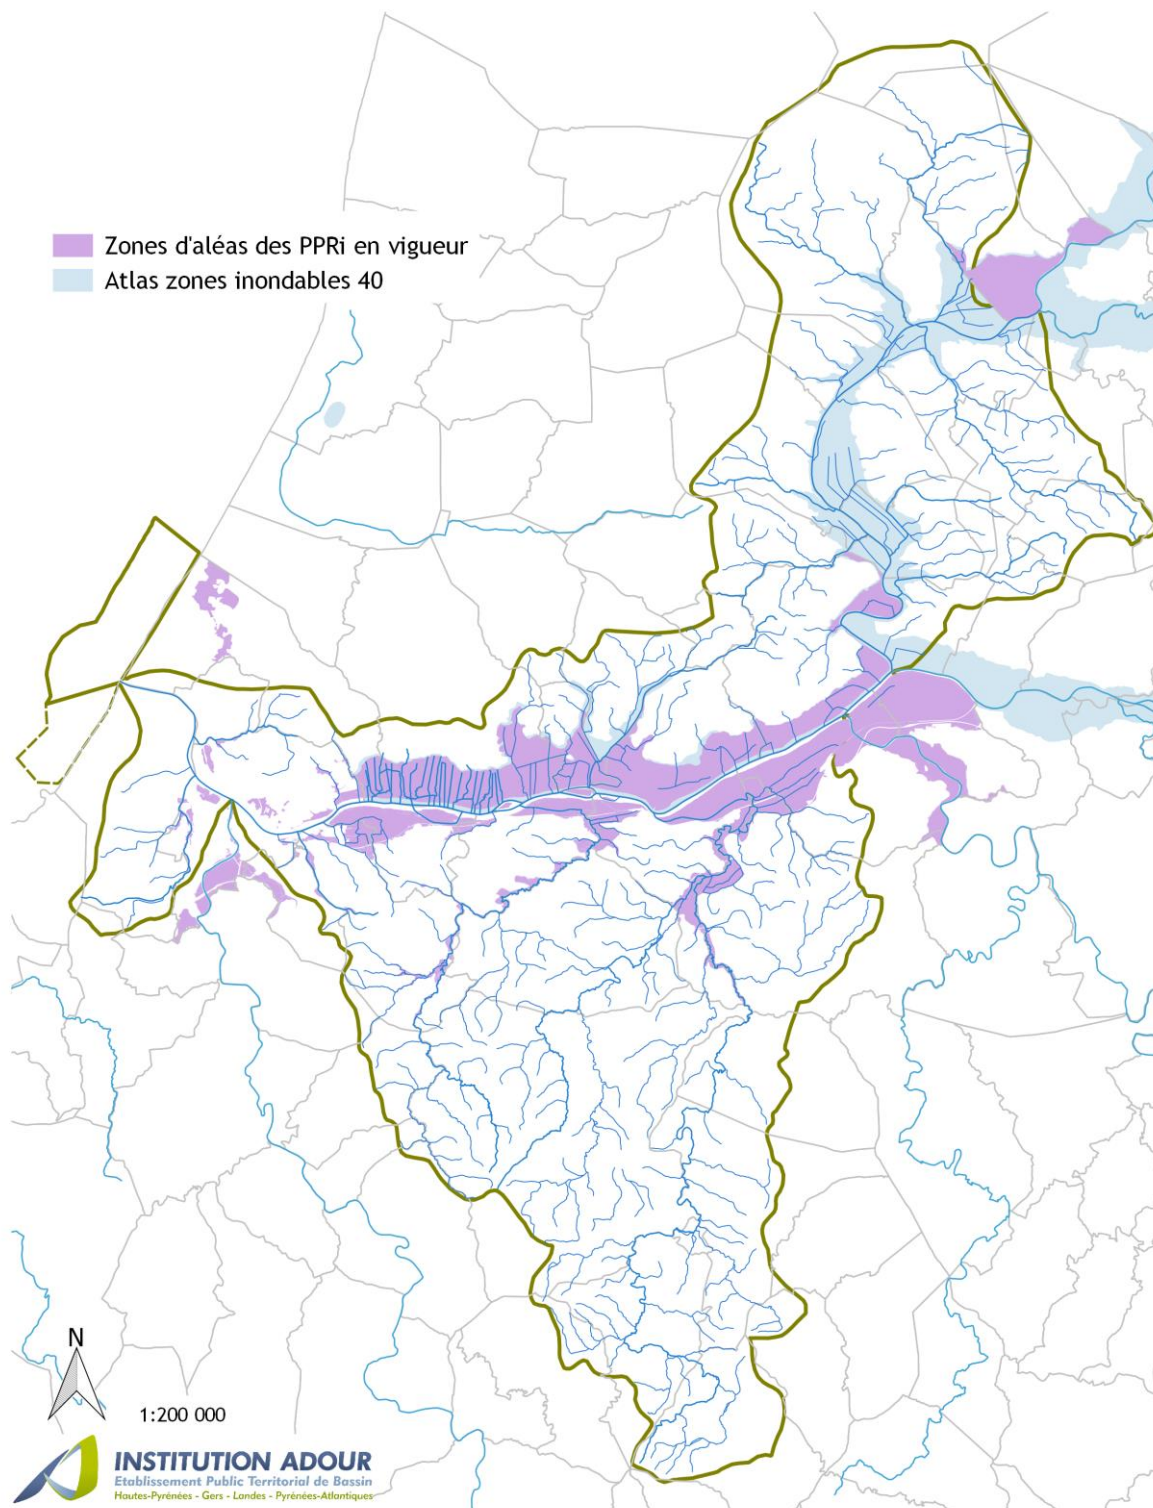 Zones d'aléas des PPRi en vigueur
Atlas zones inondables 40
N
1:200 000
INSTITUTION ADOUR
Etablissement Public Territorial de Bassin
Hautes-Pyrénées - Gers - Landes - Pyrénées-Atlantiques